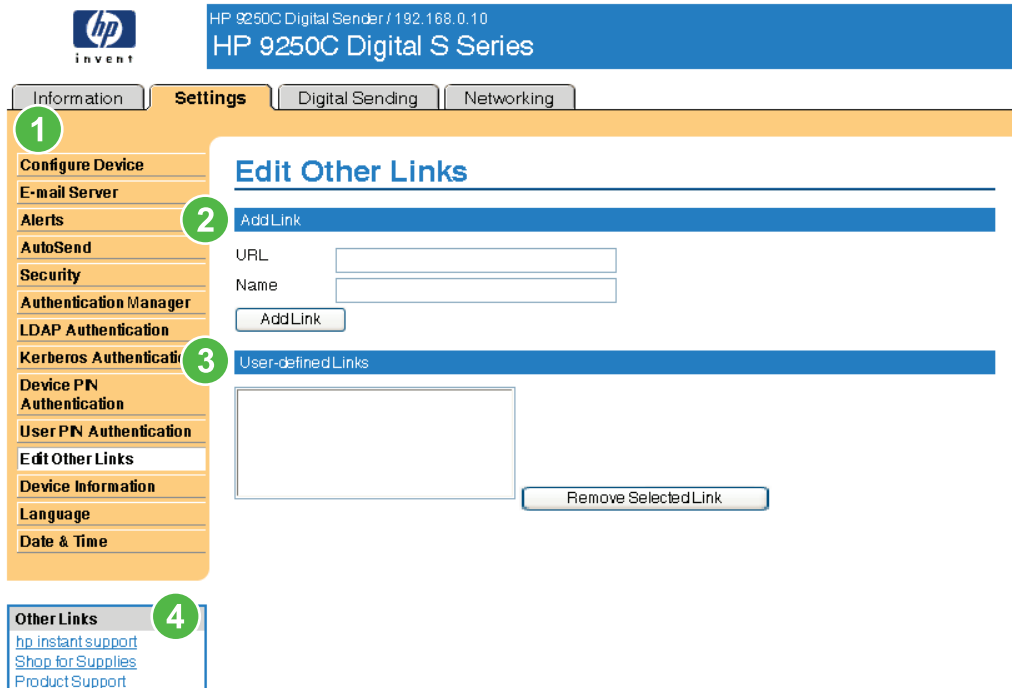 hp
invent
HP 9250C Digital Sender / 192.168.0.10
HP 9250C Digital S Series
Information
Settings
Digital Sending
Networking
1
Configure Device
E-mail Server
Alerts
AutoSend
Security
Authentication Manager
LDAP Authentication
Kerberos Authenticatio
Device PIN
Authentication
User PIN Authentication
Edit Other Links
Device Information
Language
Date & Time
Edit Other Links
2
Add Link
URL
Name
Add Link
3
User-defined Links
Remove Selected Link
Other Links
4
hp instant support
Shop for Supplies
Product Support